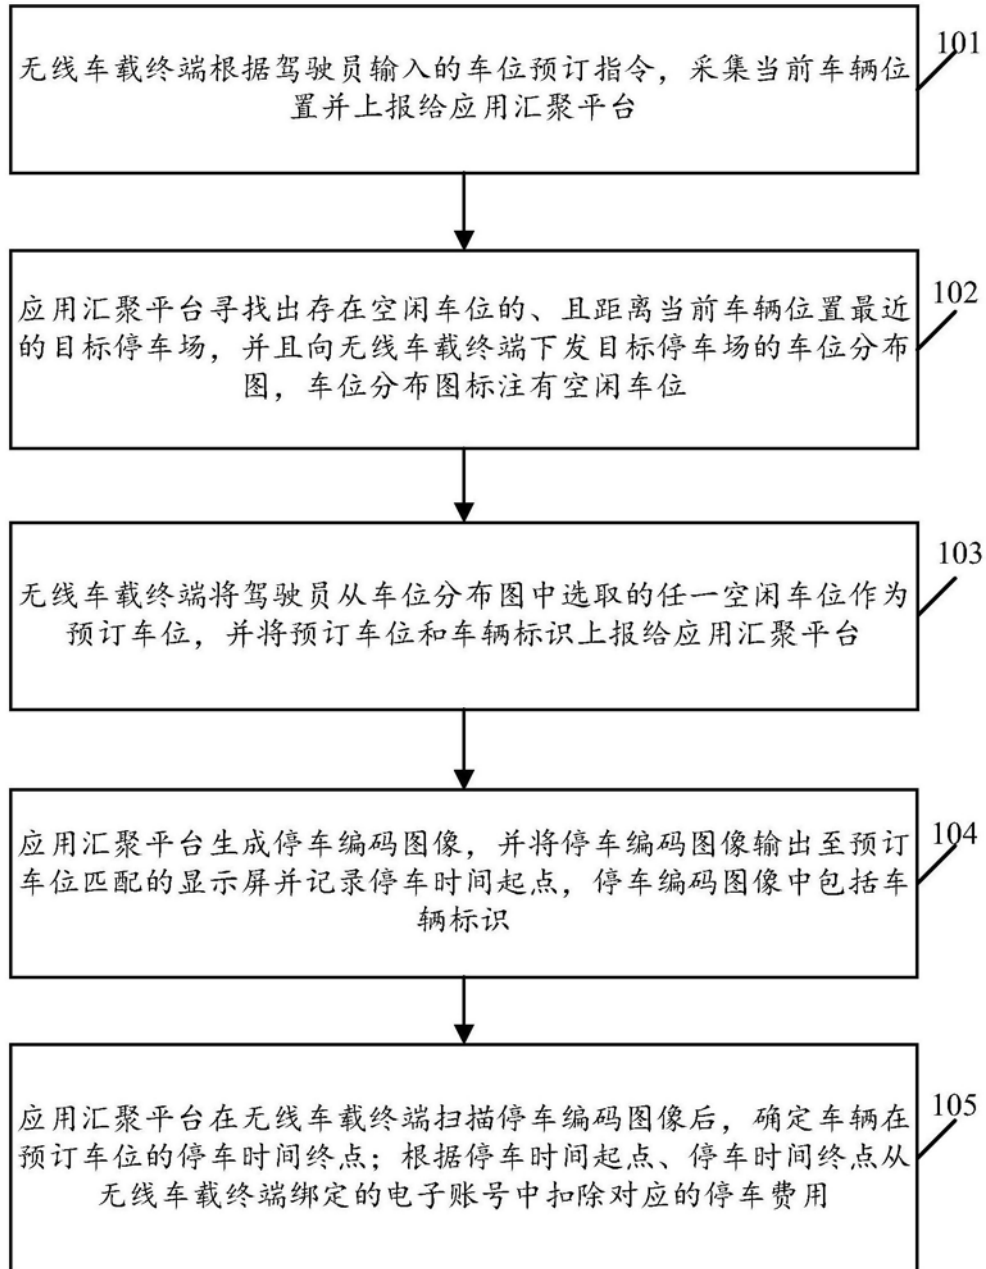 101
无线车载终端根据驾驶员输入的车位预订指令，采集当前车辆位
置并上报给应用汇聚平台
102
应用汇聚平台寻找出存在空闲车位的、且距离当前车辆位置最近
的目标停车场，并且向无线车载终端下发目标停车场的车位分布
图，车位分布图标注有空闲车位
103
无线车载终端将驾驶员从车位分布图中选取的任一空闲车位作为
预订车位，并将预订车位和车辆标识上报给应用汇聚平台
104
应用汇聚平台生成停车编码图像，并将停车编码图像输出至预订
车位匹配的显示屏并记录停车时间起点，停车编码图像中包括车
辆标识
105
应用汇聚平台在无线车载终端扫描停车编码图像后，确定车辆在
预订车位的停车时间终点；根据停车时间起点、停车时间终点从
无线车载终端绑定的电子账号中扣除对应的停车费用